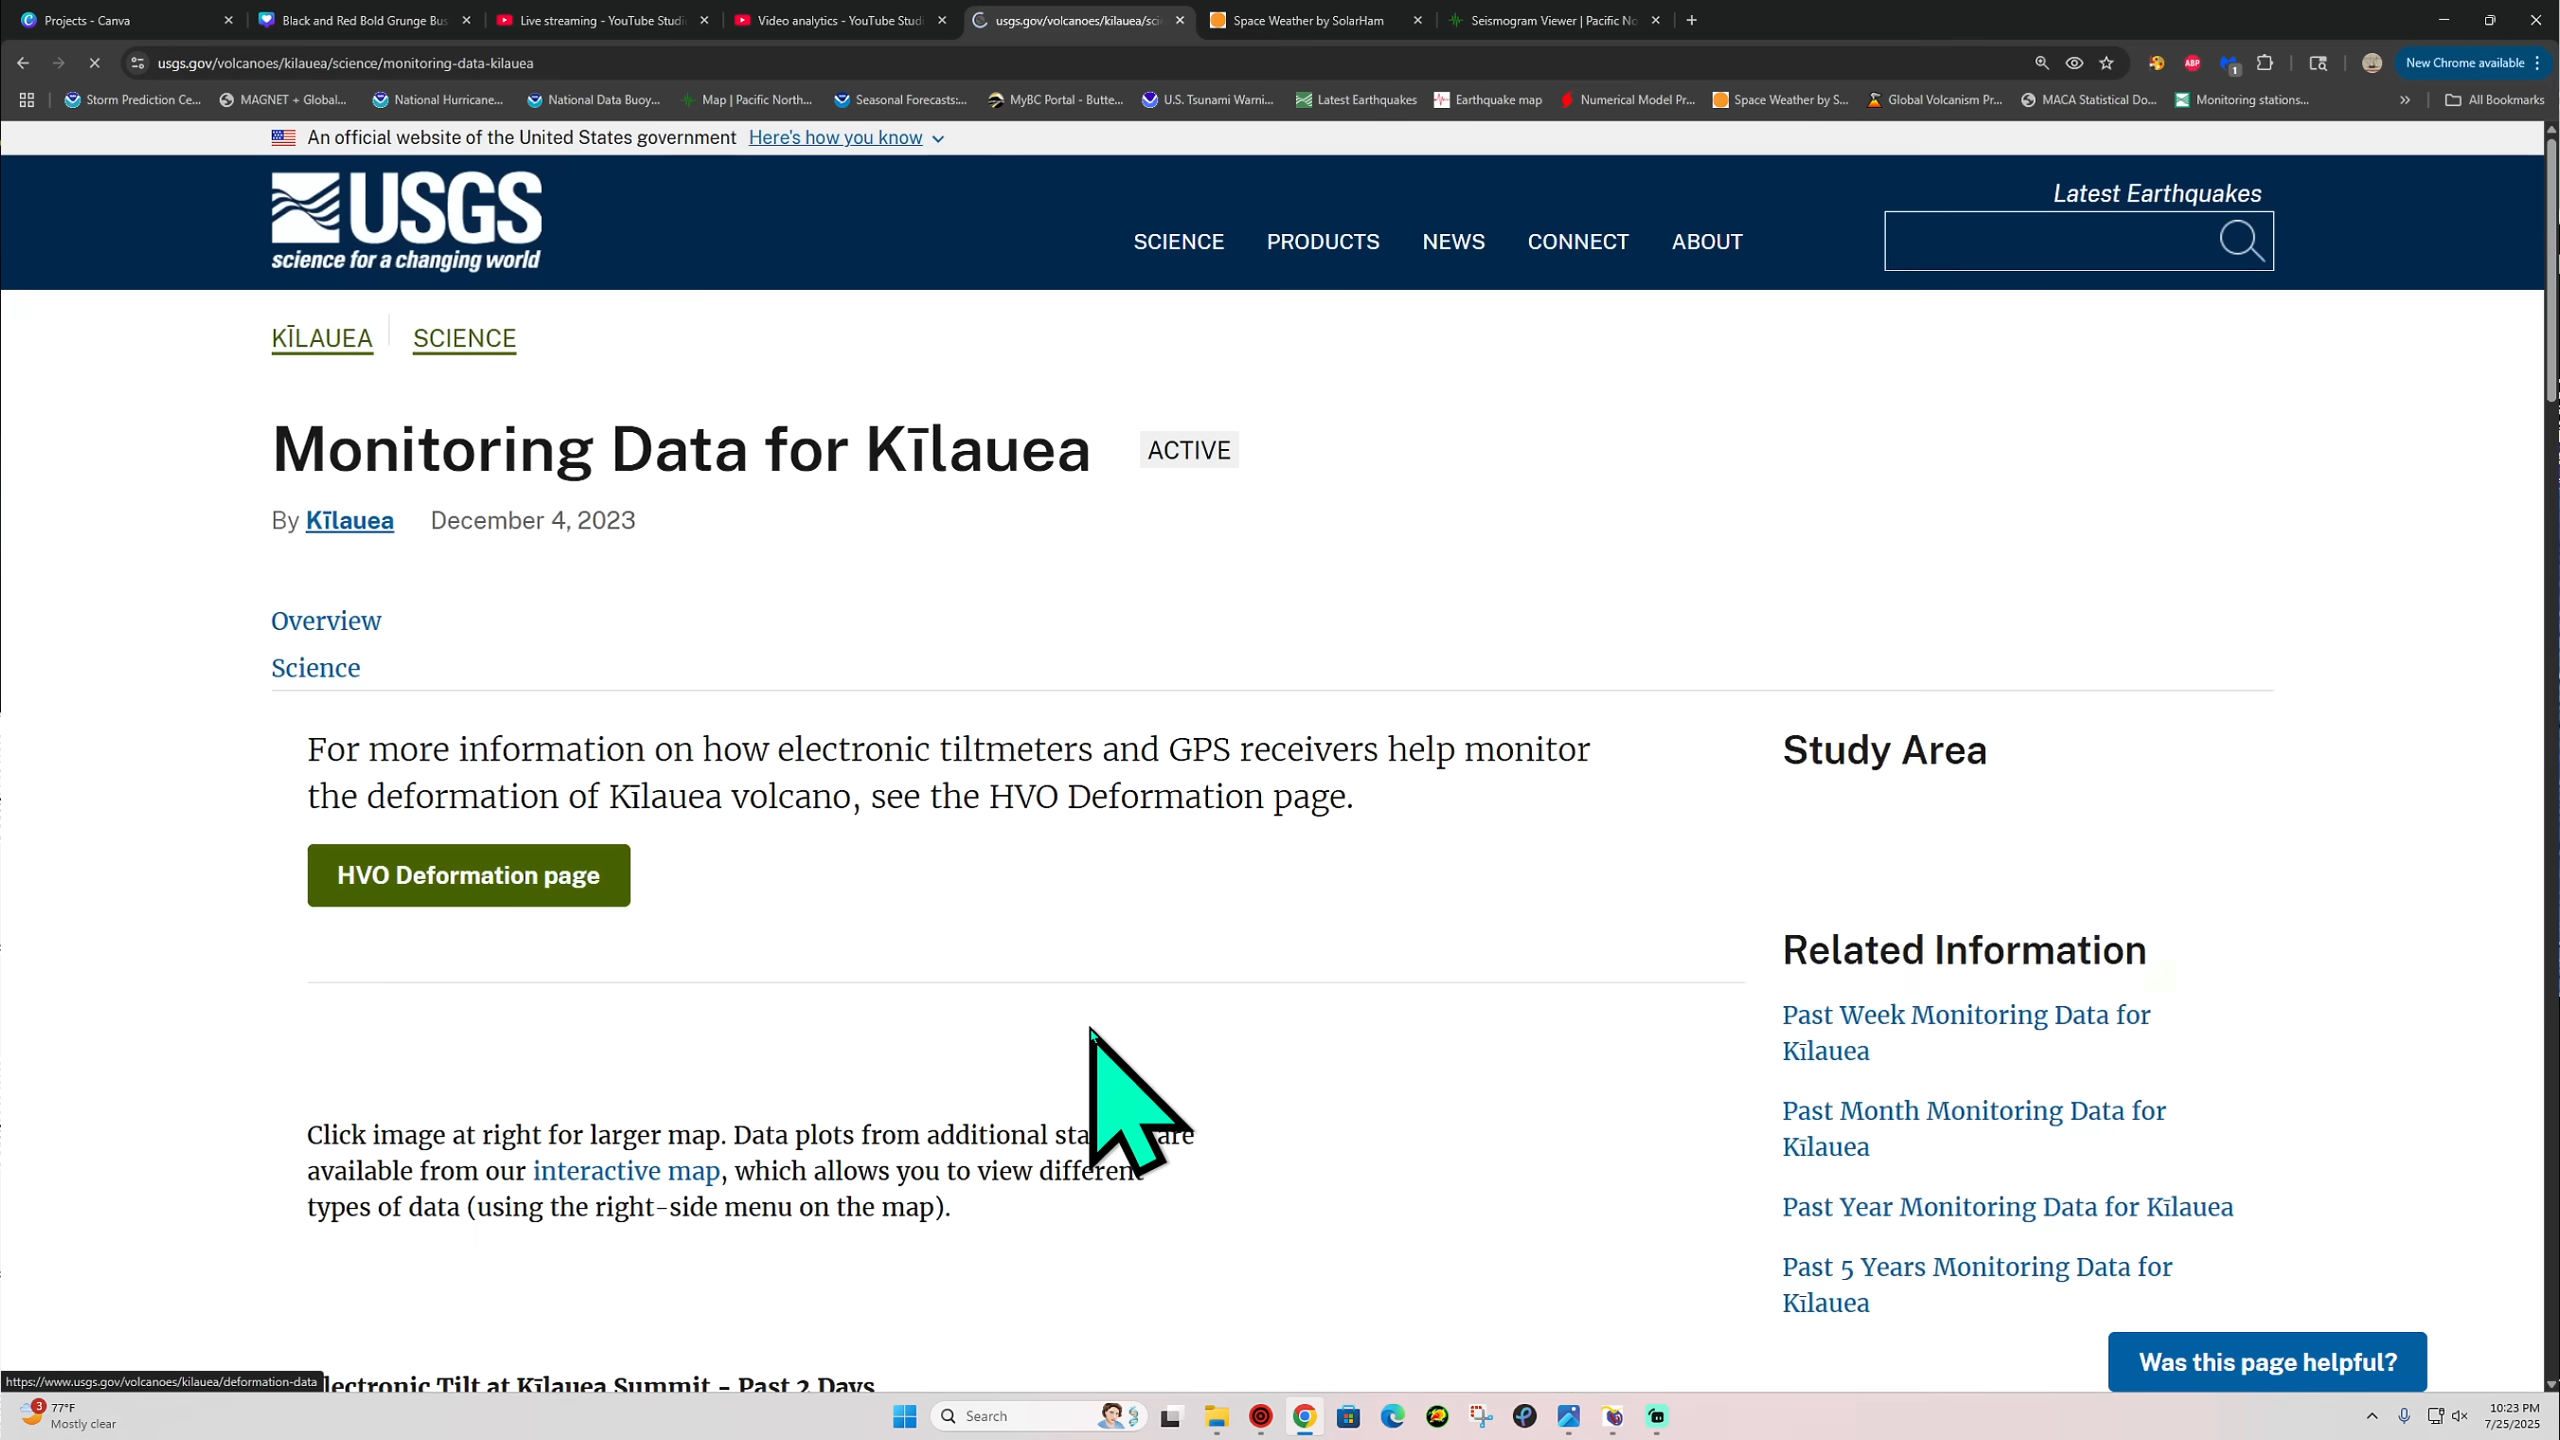 Projects - Canva
Black and Red Bold Grunge Bus
Live streaming - YouTube Studi
Video analytics - YouTube Studi
usgs.gov/volcanoes/kilauea/sci
Space Weather by SolarHam
Seismogram Viewer | Pacific No
usgs.gov/volcanoes/kilauea/science/monitoring-data-kilauea
ABP
1
New Chrome available
Storm Prediction Ce...
MAGNET + Global...
National Hurricane...
National Data Buoy...
Map | Pacific North...
Seasonal Forecasts:...
MyBC Portal - Butte...
U.S. Tsunami Warni...
Latest Earthquakes
Earthquake map
Numerical Model Pr...
Space Weather by S...
Global Volcanism Pr...
MACA Statistical Do...
Monitoring stations...
All Bookmarks
An official website of the United States government Here's how you know
USGS
science for a changing world
SCIENCE
PRODUCTS
NEWS
CONNECT
ABOUT
Latest Earthquakes
KĪLAUEA
SCIENCE
Monitoring Data for Kīlauea
ACTIVE
By Kīlauea December 4, 2023
Overview
Science
For more information on how electronic tiltmeters and GPS receivers help monitor
the deformation of Kīlauea volcano, see the HVO Deformation page.
HVO Deformation page
Click image at right for larger map. Data plots from additional sta are
available from our interactive map, which allows you to view different
types of data (using the right-side menu on the map).
lectronic Tilt at Kīlauea Summit - Past 2 Days
Study Area
Related Information
Past Week Monitoring Data for
Kīlauea
Past Month Monitoring Data for
Kīlauea
Past Year Monitoring Data for Kīlauea
Past 5 Years Monitoring Data for
Kīlauea
Was this page helpful?
https://www.usgs.gov/volcanoes/kilauea/deformation-data
3
77°F
Mostly clear
Search
10:23 PM
7/25/2025